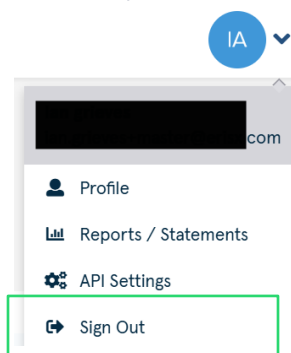 IA
com
Profile
Reports / Statements
API Settings
Sign Out